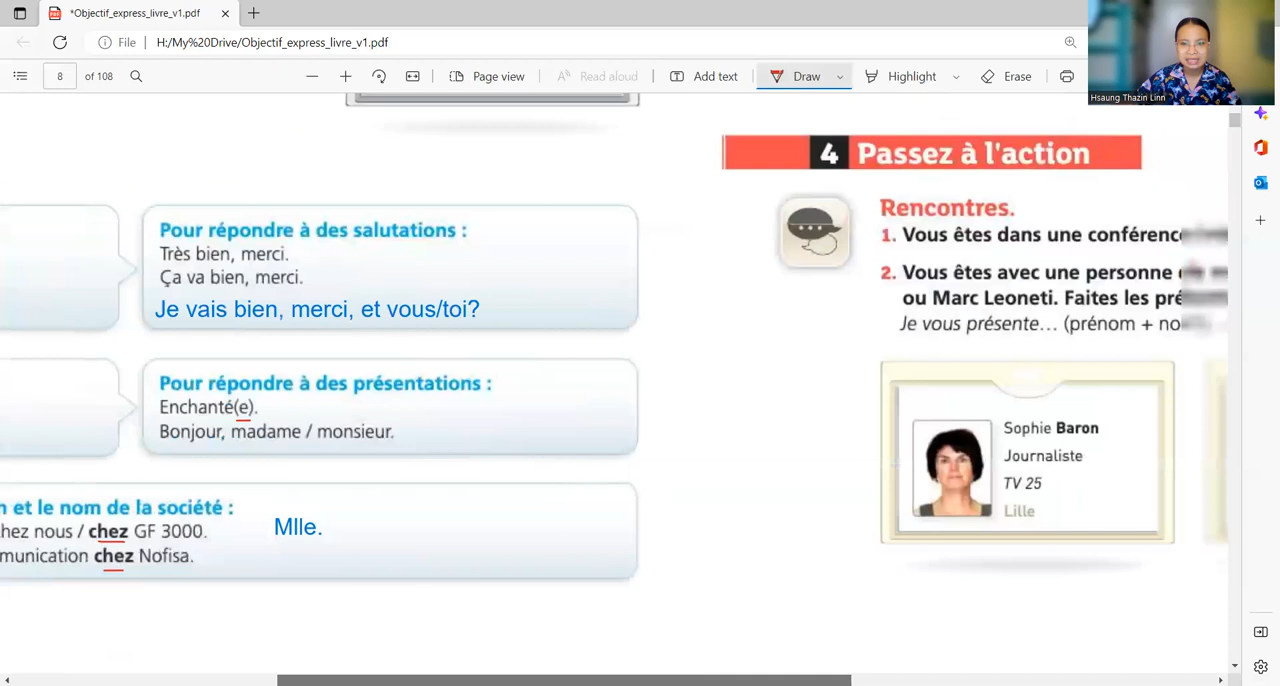 *Objectif_express_livre_v1.pdf
File
H:/My%20Drive/Objectif_express_livre_v1.pdf
8 of 108
Page view
Read aloud
Add text
Draw
Highlight
Erase
Hsaung Thazin Linn
Pour répondre à des salutations :
Très bien, merci.
Ça va bien, merci.
Je vais bien, merci, et vous/toi?
Pour répondre à des présentations :
Enchanté(e).
Bonjour, madame / monsieur.
n et le nom de la société :
chez nous / chez GF 3000.
munication chez Nofisa.
Mlle.
4 Passez à l'action
Rencontres.
1. Vous êtes dans une conférence
2. Vous êtes avec une personne
ou Marc Leoneti. Faites les
Je vous présente… (prénom +
Sophie Baron
Journaliste
TV 25
Lille